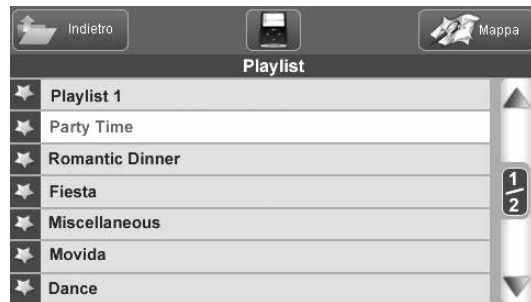 Indietro
Mappa
Playlist
Playlist 1
Party Time
Romantic Dinner
Fiesta
Miscellaneous
Movida
Dance
1
2